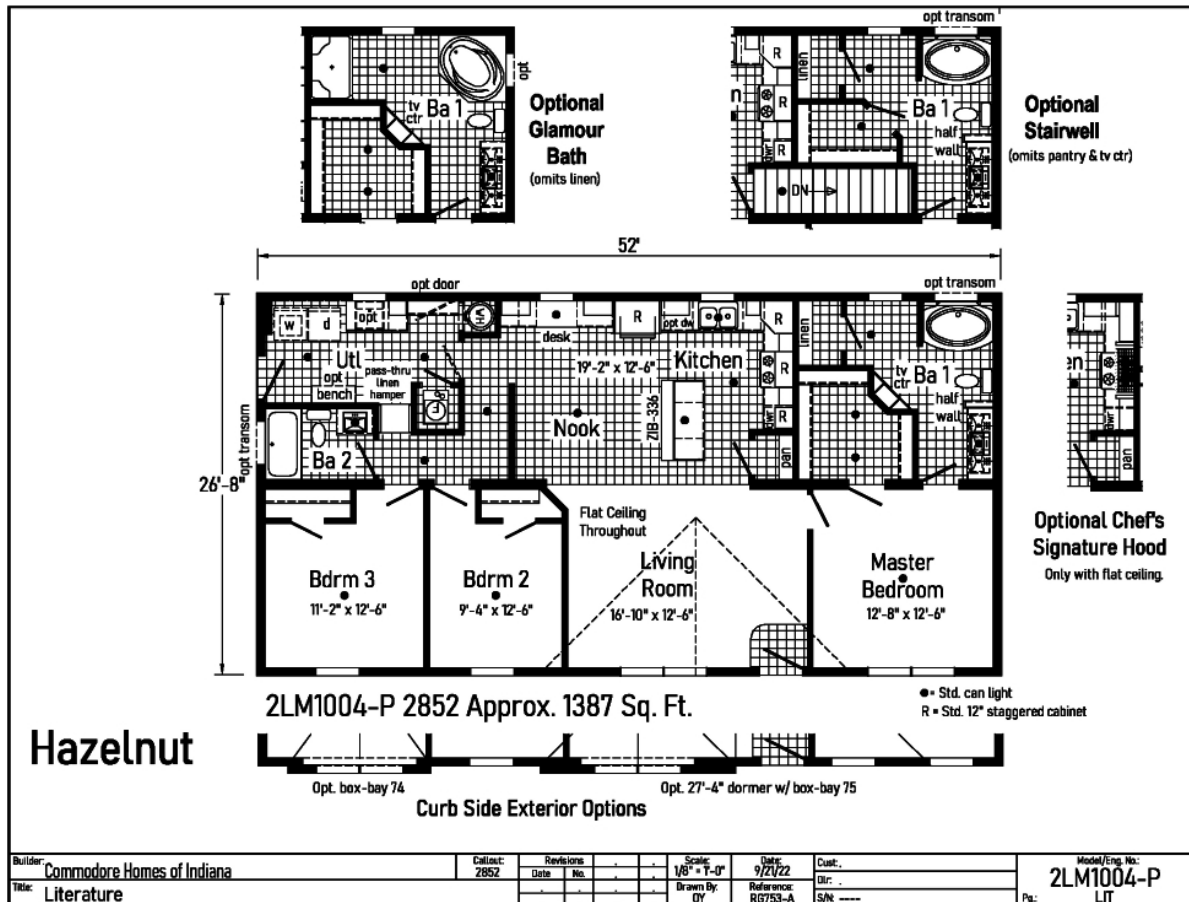 opt transom
opt
tv
ctr
Ba 1
Optional
Glamour
Bath
(omits linen)
R
linen
n
R
dwr
R
Ba 1
half
wall
DN
Optional
Stairwell
(omits pantry & tv ctr)
52'
opt door
opt transom
w
d
opt
WH
desk
R
opt dw
R
linen
Utl
opt
bench
pass-thru
linen
hamper
F
19'-2" x 12'-6"
Kitchen
R
tv
ctr
Ba 1
half
wall
Nook
ZIB-336
dwr
R
pan
opt transom
Ba 2
26'-8"
R
en
dwr
pan
Optional Chef's
Signature Hood
Only with flat ceiling.
Flat Ceiling
Throughout
Bdrm 3
11'-2" x 12'-6"
Bdrm 2
9'-4" x 12'-6"
Living
Room
16'-10" x 12'-6"
Master
Bedroom
12'-8" x 12'-6"
2LM1004-P 2852 Approx. 1387 Sq. Ft.
●= Std. can light
R = Std. 12" staggered cabinet
Hazelnut
Opt. box-bay 74
Opt. 27'-4" dormer w/ box-bay 75
Curb Side Exterior Options
Builder: Commodore Homes of Indiana
Title: Literature
Callout:
2852
Revisions
Date No.
Scale:
1/8" = 1'-0"
Drawn By:
DY
Date:
9/21/22
Reference:
RG753-A
Cust: .
Dlr: .
S/N: ----
Model/Eng. No.:
2LM1004-P
Pg.: LIT